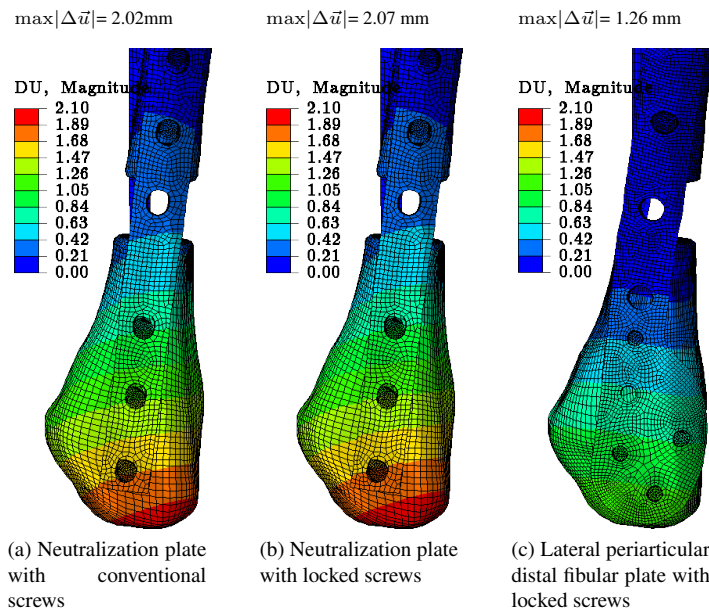 max|Δu⃗|= 2.02mm
max|Δu⃗|= 2.07 mm
max|Δu⃗|= 1.26 mm
DU, Magnitude
2.10
1.89
1.68
1.47
1.26
1.05
0.84
0.63
0.42
0.21
0.00
DU, Magnitude
2.10
1.89
1.68
1.47
1.26
1.05
0.84
0.63
0.42
0.21
0.00
DU, Magnitude
2.10
1.89
1.68
1.47
1.26
1.05
0.84
0.63
0.42
0.21
0.00
(a) Neutralization plate
with conventional
screws
(b) Neutralization plate
with locked screws
(c) Lateral periarticular
distal fibular plate with
locked screws